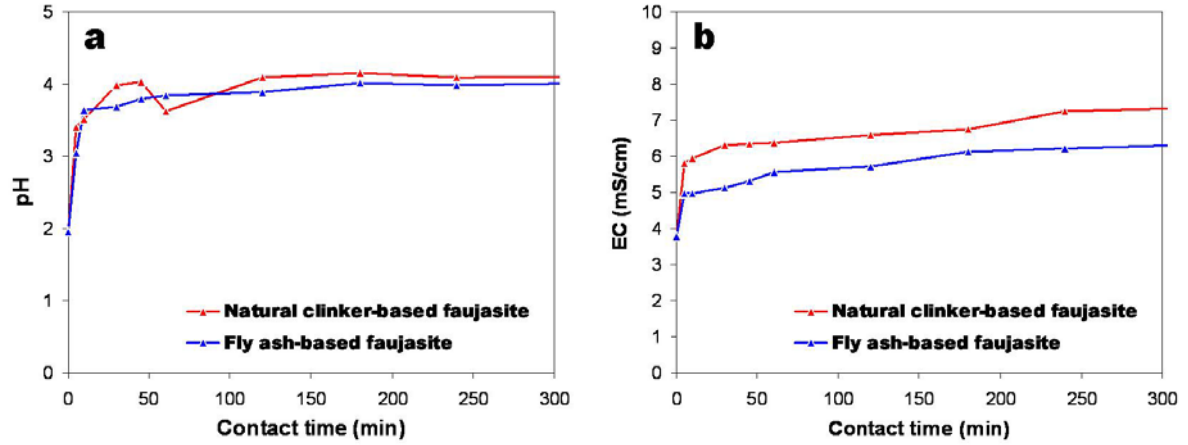 a
pH
5
4
3
2
1
0
Natural clinker-based faujasite
Fly ash-based faujasite
0 50 100 150 200 250 300
Contact time (min)
b
EC (mS/cm)
10
9
8
7
6
5
4
3
2
1
0
Natural clinker-based faujasite
Fly ash-based faujasite
0 50 100 150 200 250 300
Contact time (min)